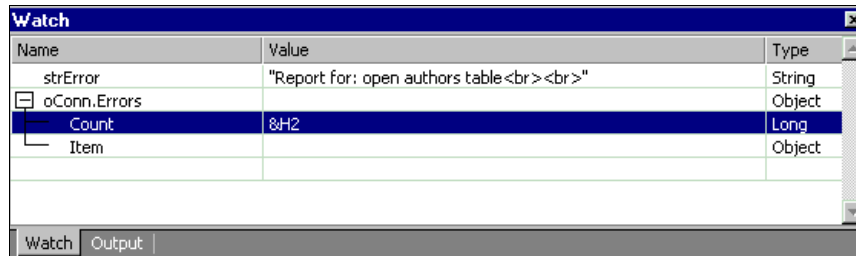 Watch
Name Value Type
strError "Report for: open authors table<br><br>" String
oConn.Errors Object
Count &H2 Long
Item Object
Watch Output